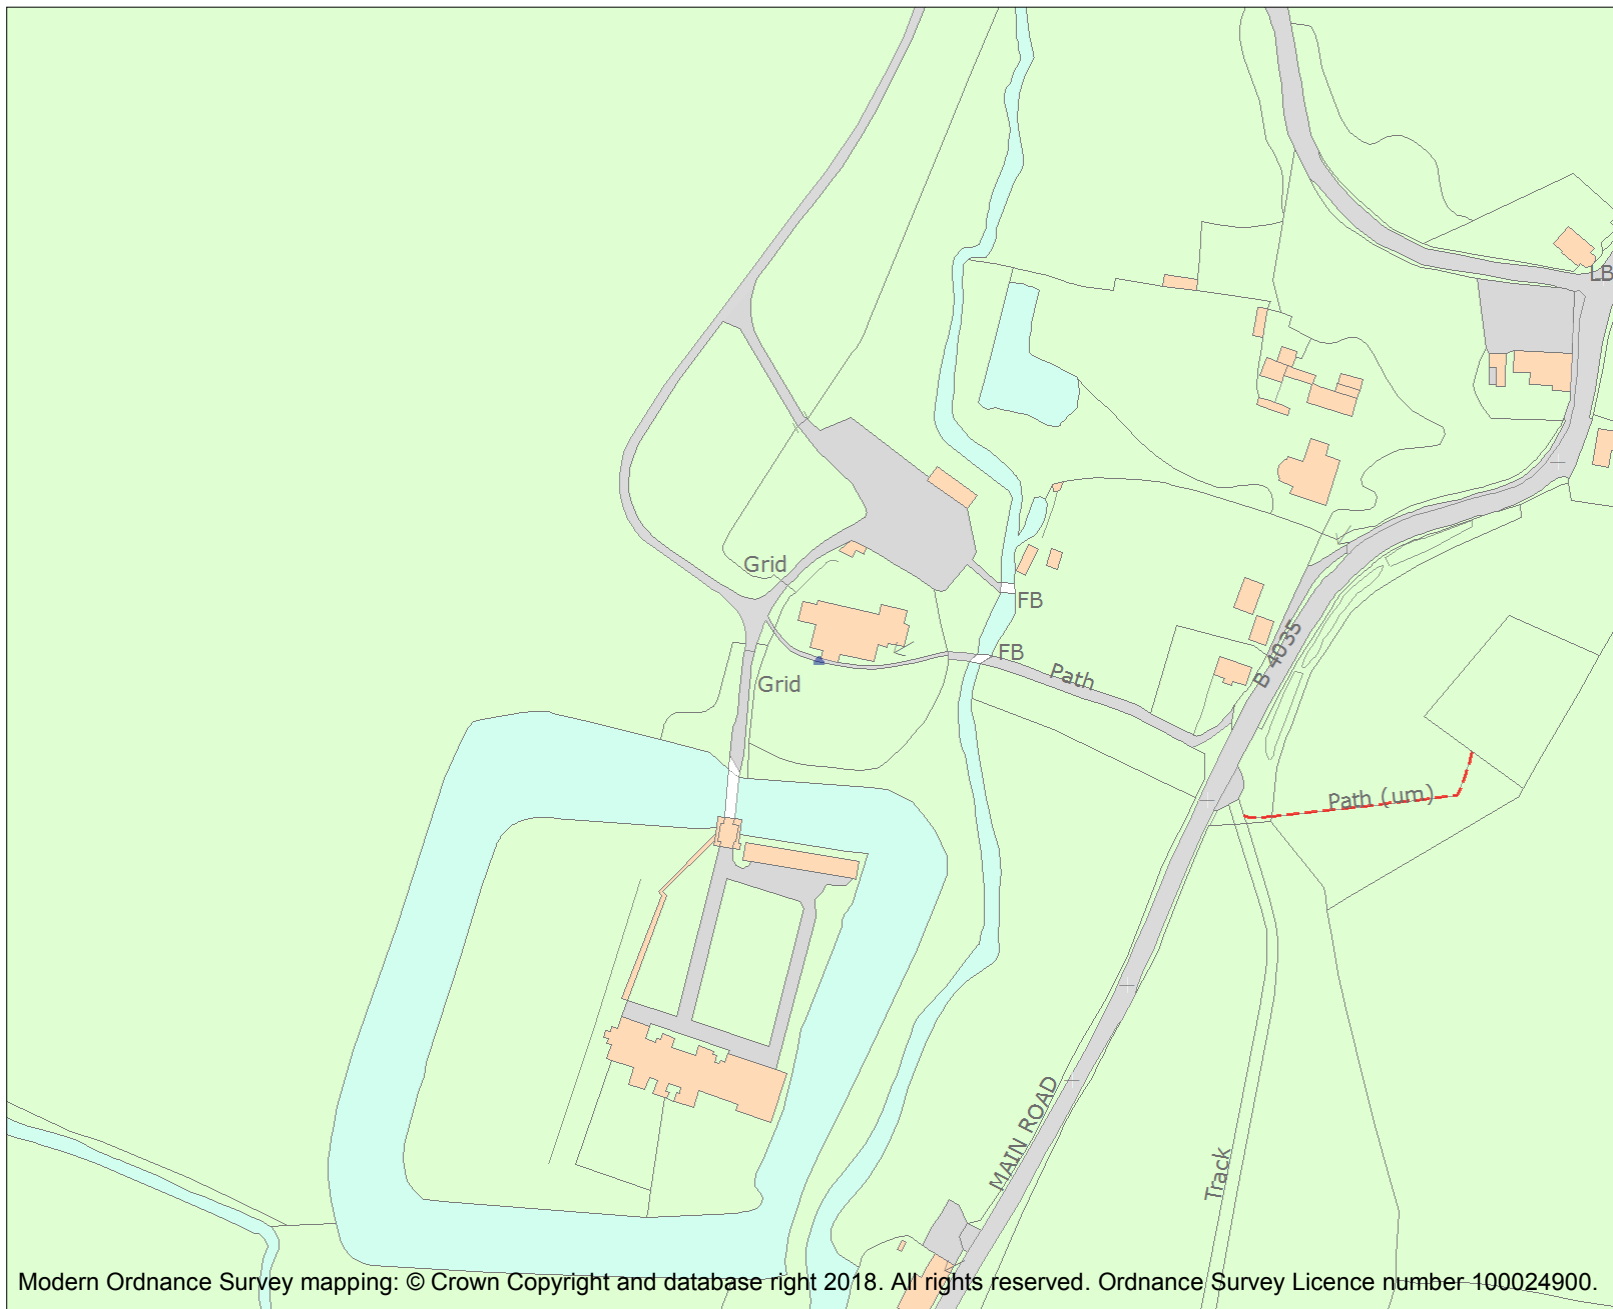 LB
Grid
FB
FB
Path
Grid
B 4035
Path (um)
MAIN ROAD
Track
Modern Ordnance Survey mapping: © Crown Copyright and database right 2018. All rights reserved. Ordnance Survey Licence number 100024900.